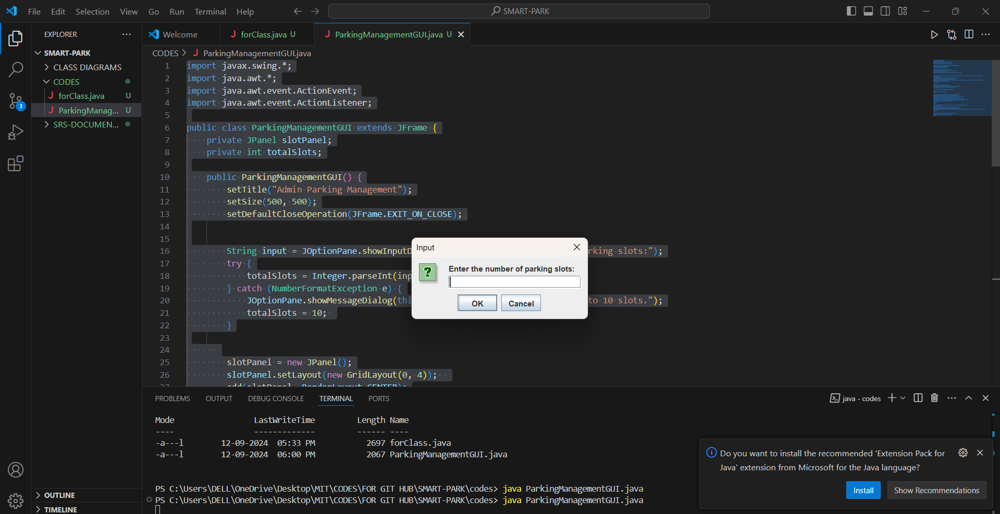 File Edit Selection View Go Run Terminal Help
SMART-PARK
EXPLORER
SMART-PARK
CLASS DIAGRAMS
CODES
forClass.java U
ParkingManag... U
SRS-DOCUMEN...
3
OUTLINE
TIMELINE
Welcome
forClass.java U
ParkingManagementGUI.java U
CODES > ParkingManagementGUI.java
1 import javax.swing.*;
2 import java.awt.*;
3 import java.awt.event.ActionEvent;
4 import java.awt.event.ActionListener;
5
6 public class ParkingManagementGUI extends JFrame {
7 private JPanel slotPanel;
8 private int totalSlots;
9
10 public ParkingManagementGUI() {
11 setTitle("Admin Parking Management");
12 setSize(500, 500);
13 setDefaultCloseOperation(JFrame.EXIT_ON_CLOSE);
14
15
16 String input = JOptionPane.showInputD rking slots:");
17 try {
18 totalSlots = Integer.parseInt(inp
19 } catch (NumberFormatException e) {
20 JOptionPane.showMessageDialog(thi to 10 slots.");
21 totalSlots = 10;
22 }
23
24
25 slotPanel = new JPanel();
26 slotPanel.setLayout(new GridLayout(0, 4));
27 add(slotPanel, BorderLayout.CENTER);
Input
?
Enter the number of parking slots:
OK Cancel
PROBLEMS OUTPUT DEBUG CONSOLE TERMINAL PORTS
java - codes
Mode LastWriteTime Length Name
---- ------------- ------ ----
-a---l 12-09-2024 05:33 PM 2697 forClass.java
-a---l 12-09-2024 06:00 PM 2067 ParkingManagementGUI.java
PS C:\Users\DELL\OneDrive\Desktop\MIT\CODES\FOR GIT HUB\SMART-PARK\codes> java ParkingManagementGUI.java
PS C:\Users\DELL\OneDrive\Desktop\MIT\CODES\FOR GIT HUB\SMART-PARK\codes> java ParkingManagementGUI.java
Do you want to install the recommended 'Extension Pack for
Java' extension from Microsoft for the Java language?
Install Show Recommendations